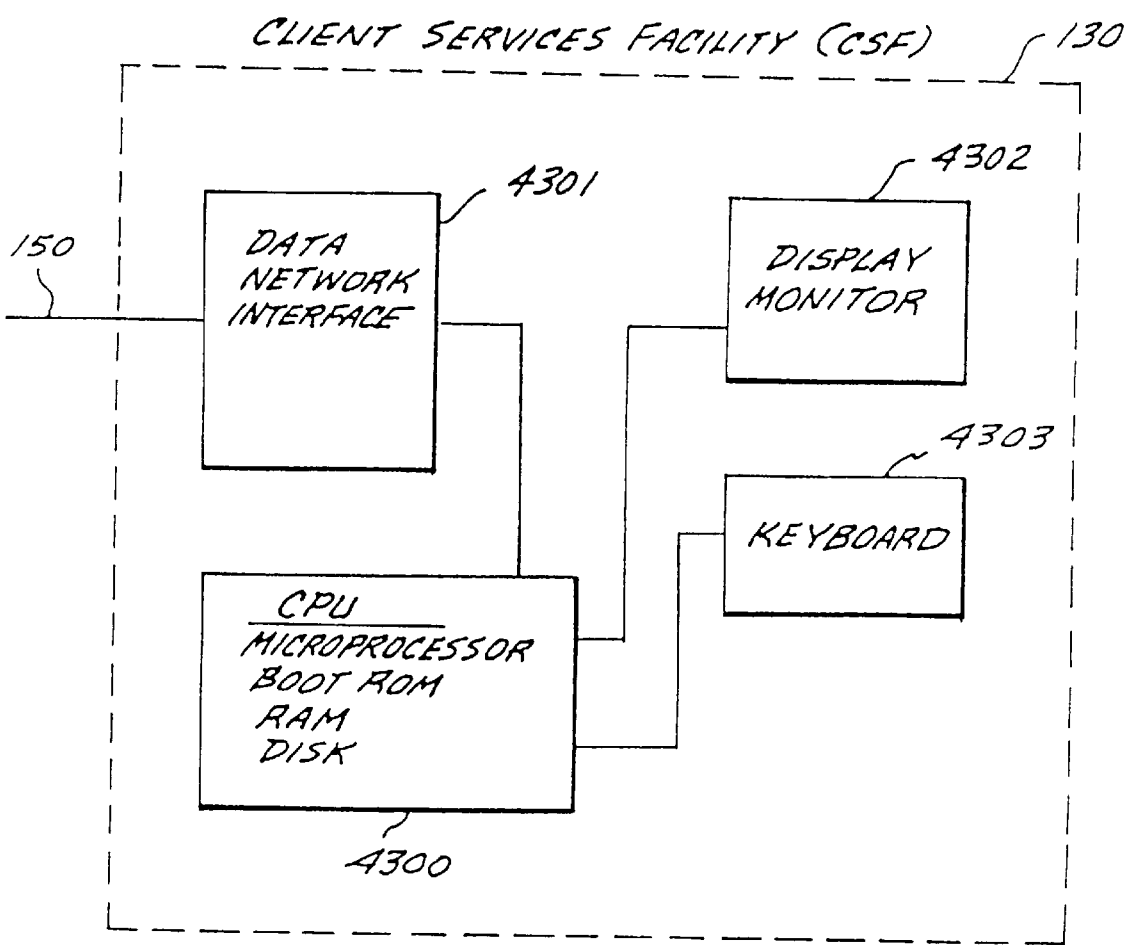 CLIENT SERVICES FACILITY (CSF)
130
4301
4302
150
DATA
NETWORK
INTERFACE
DISPLAY
MONITOR
4303
KEYBOARD
CPU
MICROPROCESSOR
BOOT ROM
RAM
DISK
4300